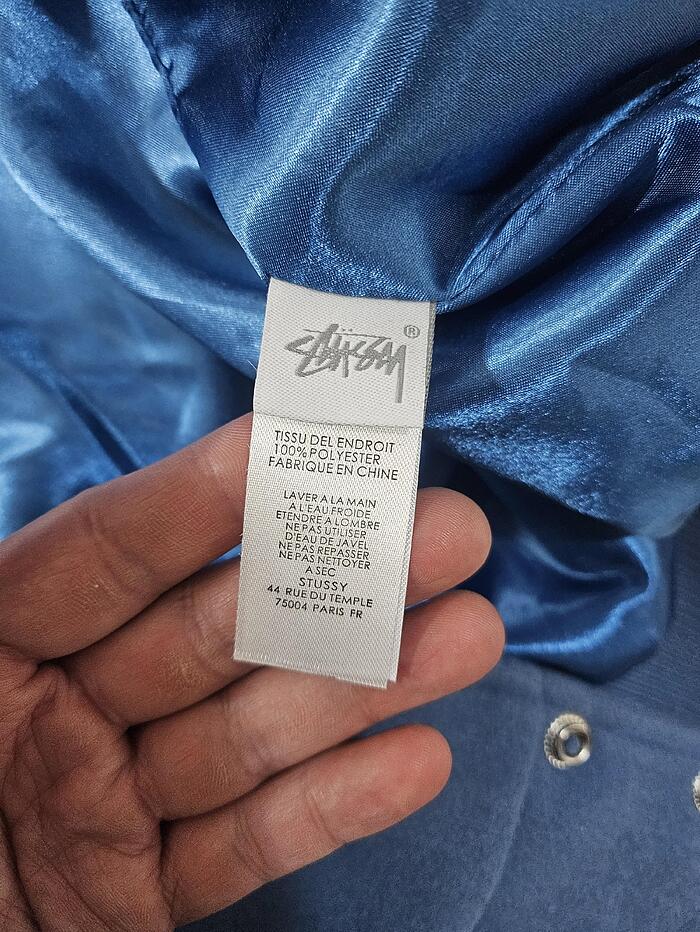 STÜSSY ®
TISSU DEL ENDROIT
100% POLYESTER
FABRIQUE EN CHINE
LAVER A LA MAIN
A L'EAU FROIDE
ETENDRE A LOMBRE
NE PAS UTILISER
D'EAU DE JAVEL
NE PAS REPASSER
NE PAS NETTOYER
A SEC
STUSSY
44 RUE DU TEMPLE
75004 PARIS FR